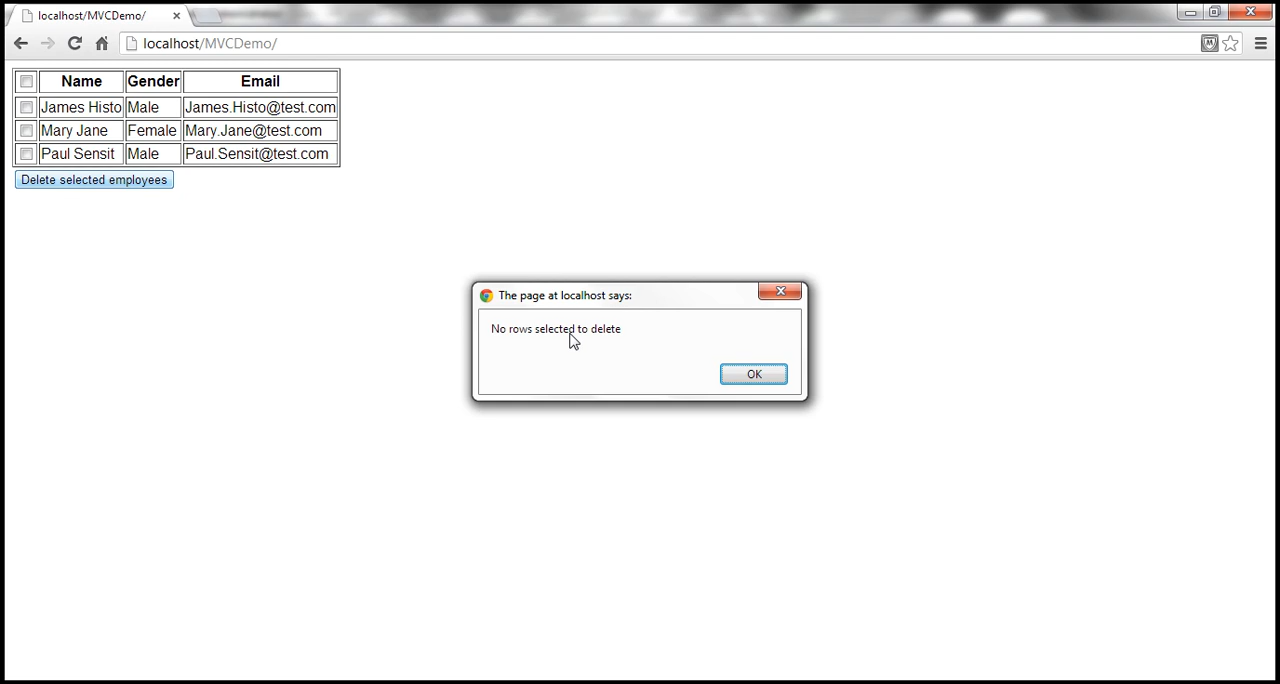 localhost/MVCDemo/
localhost/MVCDemo/
Name Gender Email
James Histo Male James.Histo@test.com
Mary Jane Female Mary.Jane@test.com
Paul Sensit Male Paul.Sensit@test.com
Delete selected employees
The page at localhost says:
No rows selected to delete
OK